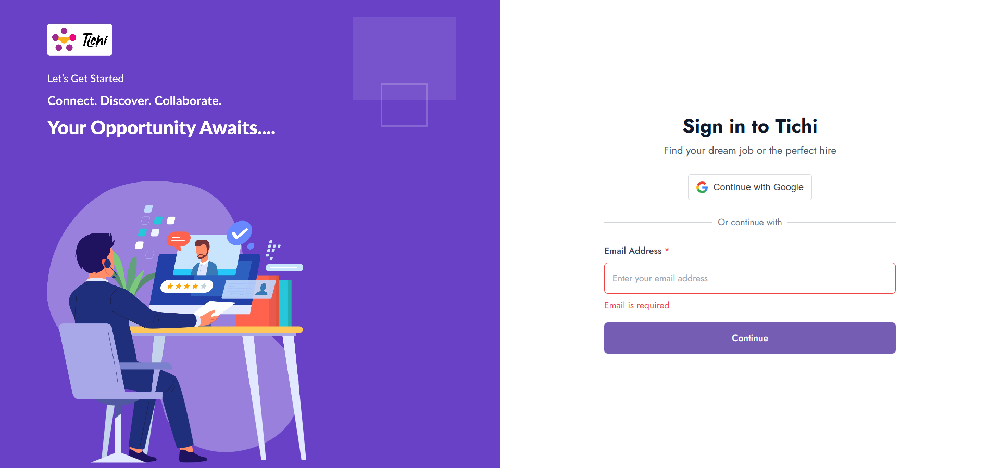 Tichi
Let's Get Started
Connect. Discover. Collaborate.
Your Opportunity Awaits....
Sign in to Tichi
Find your dream job or the perfect hire
Continue with Google
Or continue with
Email Address *
Enter your email address
Email is required
Continue